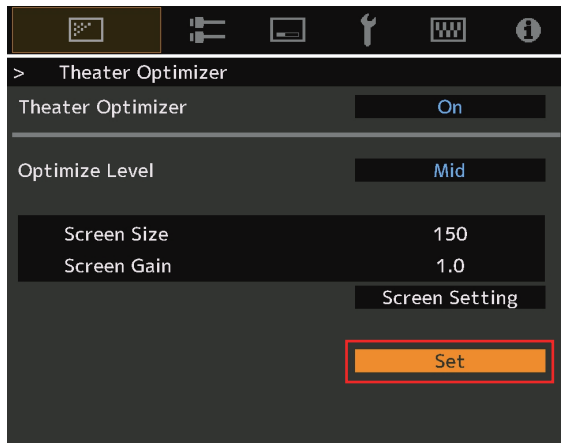 > Theater Optimizer
Theater Optimizer On
Optimize Level Mid
Screen Size 150
Screen Gain 1.0
Screen Setting
Set